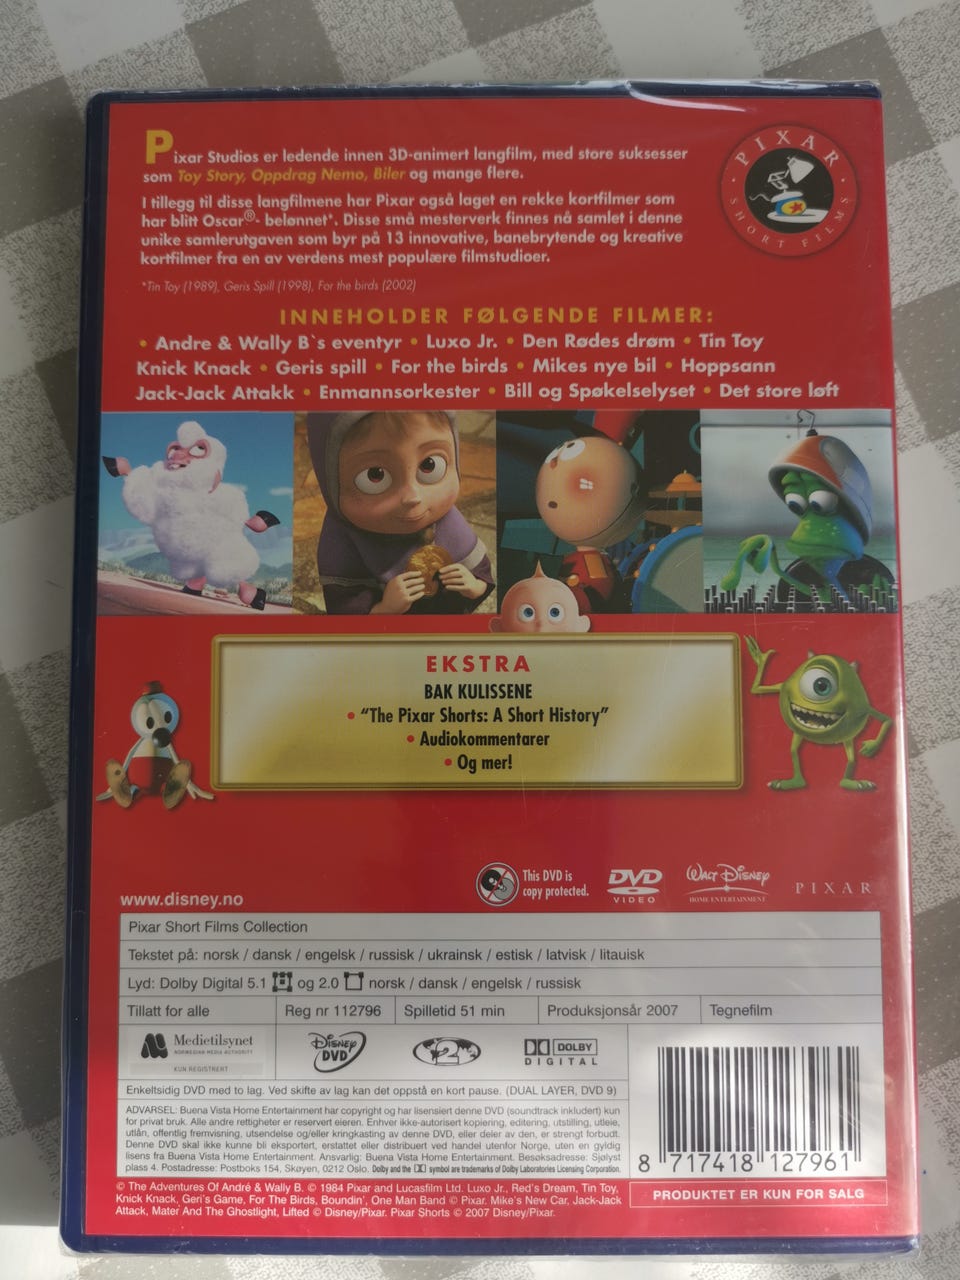 Pixar Studios er ledende innen 3D-animert langfilm, med store suksesser
som Toy Story, Oppdrag Nemo, Biler og mange flere.
I tillegg til disse langfilmene har Pixar også laget en rekke kortfilmer som
har blitt Oscar®- belønnet*. Disse små mesterverk finnes nå samlet i denne
unike samlerutgaven som byr på 13 innovative, banebrytende og kreative
kortfilmer fra en av verdens mest populære filmstudioer.
*Tin Toy (1989), Geris Spill (1998), For the birds (2002)
PIXAR
SHORT FILMS
INNEHOLDER FØLGENDE FILMER:
• Andre & Wally B`s eventyr • Luxo Jr. • Den Rødes drøm • Tin Toy
Knick Knack • Geris spill • For the birds • Mikes nye bil • Hoppsann
Jack-Jack Attakk • Enmannsorkester • Bill og Spøkelselyset • Det store løft
EKSTRA
BAK KULISSENE
• "The Pixar Shorts: A Short History"
• Audiokommentarer
• Og mer!
www.disney.no
This DVD is
copy protected.
DVD
VIDEO
Walt Disney
HOME ENTERTAINMENT
PIXAR
Pixar Short Films Collection
Tekstet på: norsk / dansk / engelsk / russisk / ukrainsk / estisk / latvisk / litauisk
Lyd: Dolby Digital 5.1 og 2.0 norsk / dansk / engelsk / russisk
Tillatt for alle Reg nr 112796 Spilletid 51 min Produksjonsår 2007 Tegnefilm
Medietilsynet
NORWEGIAN MEDIA AUTHORITY
KUN REGISTRERT
Disney
DVD
2
DOLBY
DIGITAL
Enkeltsidig DVD med to lag. Ved skifte av lag kan det oppstå en kort pause. (DUAL LAYER, DVD 9)
ADVARSEL: Buena Vista Home Entertainment har copyright og har lisensiert denne DVD (soundtrack inkludert) kun
for privat bruk. Alle andre rettigheter er reservert eieren. Enhver ikke-autorisert kopiering, editering, utstilling, utleie,
utlån, offentlig fremvisning, utsendelse og/eller kringkasting av denne DVD, eller deler av den, er strengt forbudt.
Denne DVD skal ikke kunne bli eksportert, erstattet eller distribuert ved handel utenfor Norge, uten en gyldig
lisens fra Buena Vista Home Entertainment. Ansvarlig: Buena Vista Home Entertainment. Besøksadresse: Sjølyst
plass 4. Postadresse: Postboks 154, Skøyen, 0212 Oslo. Dolby and the DD symbol are trademarks of Dolby Laboratories Licensing Corporation.
8 717418 127961
PRODUKTET ER KUN FOR SALG
© The Adventures Of André & Wally B. © 1984 Pixar and Lucasfilm Ltd. Luxo Jr., Red's Dream, Tin Toy,
Knick Knack, Geri's Game, For The Birds, Boundin', One Man Band © Pixar. Mike's New Car, Jack-Jack
Attack, Mater And The Ghostlight, Lifted © Disney/Pixar. Pixar Shorts © 2007 Disney/Pixar.